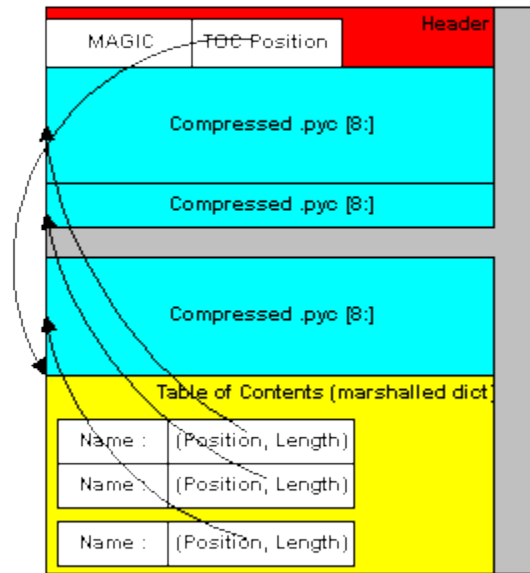 Header
MAGIC TOC Position
Compressed .pyc [8:]
Compressed .pyc [8:]
Compressed .pyc [8:]
Table of Contents (marshalled dict)
Name : (Position, Length)
Name : (Position, Length)
Name : (Position, Length)